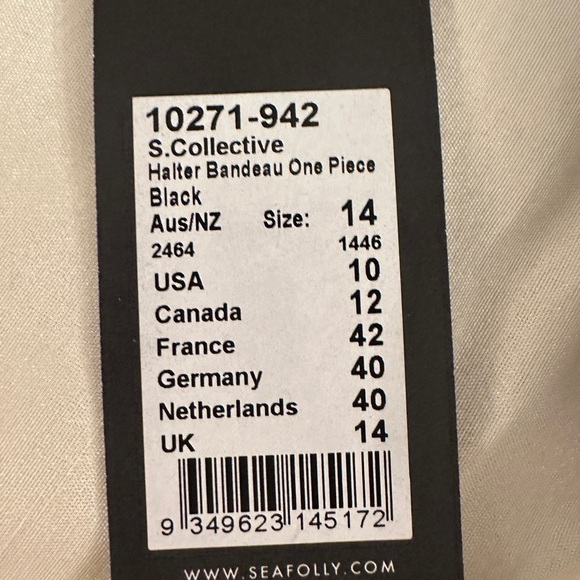 10271-942
S.Collective
Halter Bandeau One Piece
Black
Aus/NZ Size: 14
2464 1446
USA 10
Canada 12
France 42
Germany 40
Netherlands 40
UK 14
9 349623 145172
WWW.SEAFOLLY.COM